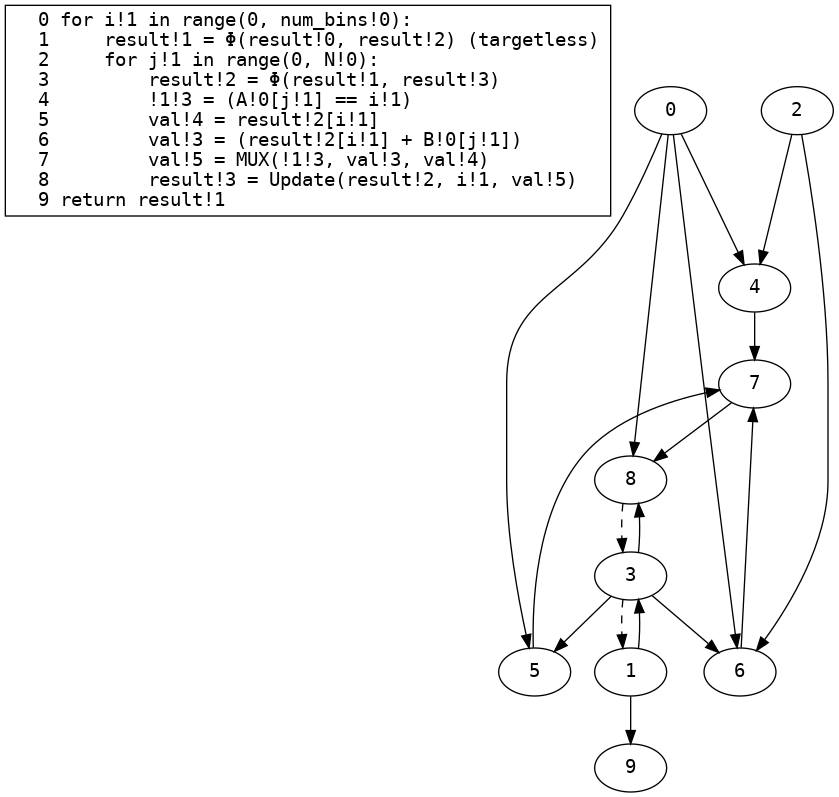 0 for i!1 in range(0, num_bins!0):
1     result!1 = Φ(result!0, result!2) (targetless)
2     for j!1 in range(0, N!0):
3         result!2 = Φ(result!1, result!3)
4         !1!3 = (A!0[j!1] == i!1)
5         val!4 = result!2[i!1]
6         val!3 = (result!2[i!1] + B!0[j!1])
7         val!5 = MUX(!1!3, val!3, val!4)
8         result!3 = Update(result!2, i!1, val!5)
9 return result!1
0 2
4
7
8
3
5 1 6
9